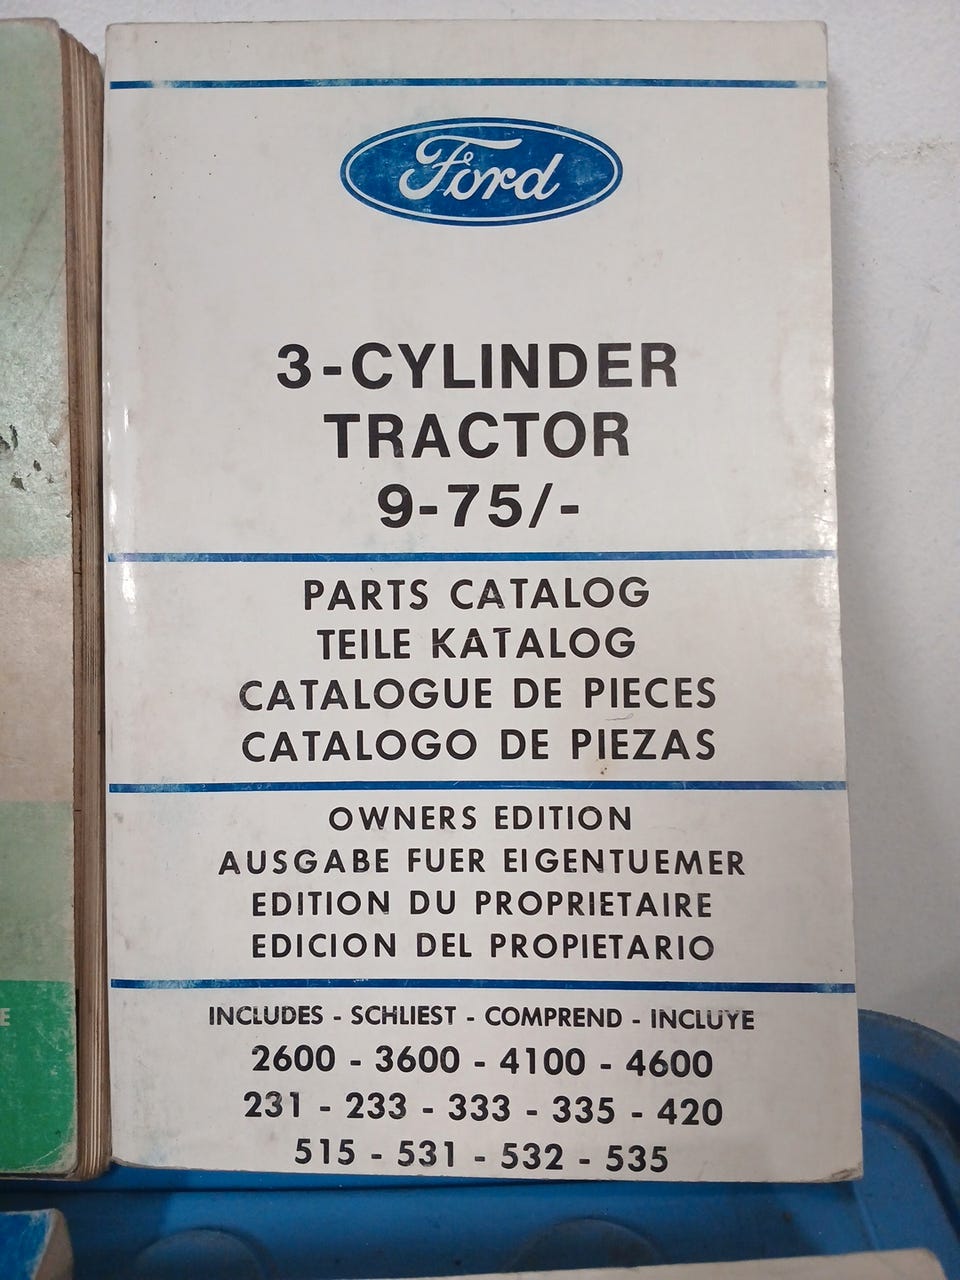 Ford
3-CYLINDER
TRACTOR
9-75/-
PARTS CATALOG
TEILE KATALOG
CATALOGUE DE PIECES
CATALOGO DE PIEZAS
OWNERS EDITION
AUSGABE FUER EIGENTUEMER
EDITION DU PROPRIETAIRE
EDICION DEL PROPIETARIO
INCLUDES - SCHLIEST - COMPREND - INCLUYE
2600 - 3600 - 4100 - 4600
231 - 233 - 333 - 335 - 420
515 - 531 - 532 - 535